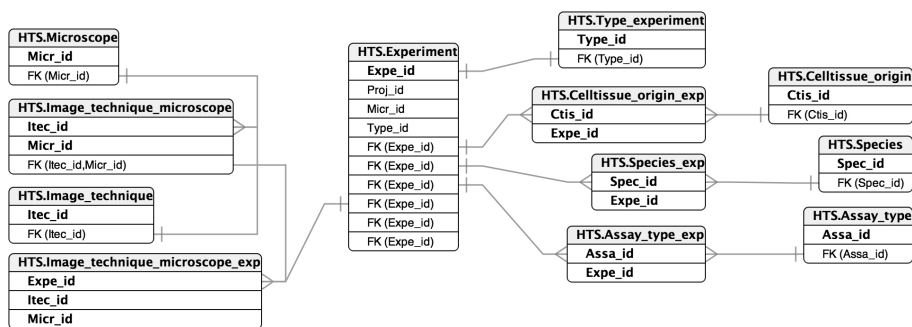 HTS.Microscope
Micr_id
FK (Micr_id)
HTS.Image_technique_microscope
Itec_id
Micr_id
FK (Itec_id,Micr_id)
HTS.Image_technique
Itec_id
FK (Itec_id)
HTS.Image_technique_microscope_exp
Expe_id
Itec_id
Micr_id
HTS.Experiment
Expe_id
Proj_id
Micr_id
Type_id
FK (Expe_id)
FK (Expe_id)
FK (Expe_id)
FK (Expe_id)
FK (Expe_id)
FK (Expe_id)
HTS.Type_experiment
Type_id
FK (Type_id)
HTS.Celltissue_origin_exp
Ctis_id
Expe_id
HTS.Species_exp
Spec_id
Expe_id
HTS.Assay_type_exp
Assa_id
Expe_id
HTS.Celltissue_origin
Ctis_id
FK (Ctis_id)
HTS.Species
Spec_id
FK (Spec_id)
HTS.Assay_type
Assa_id
FK (Assa_id)